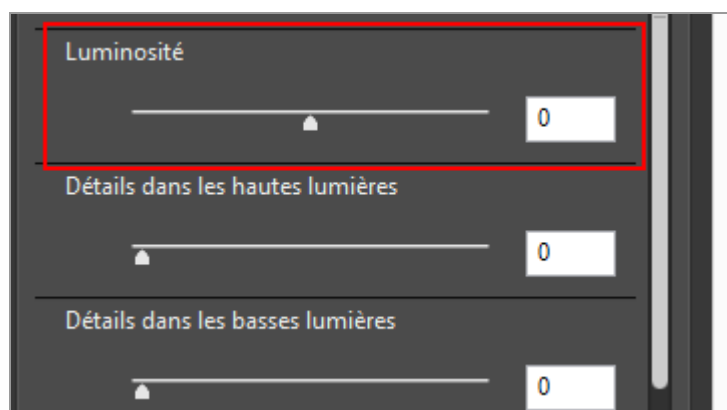 Luminosité
0
Détails dans les hautes lumières
0
Détails dans les basses lumières
0